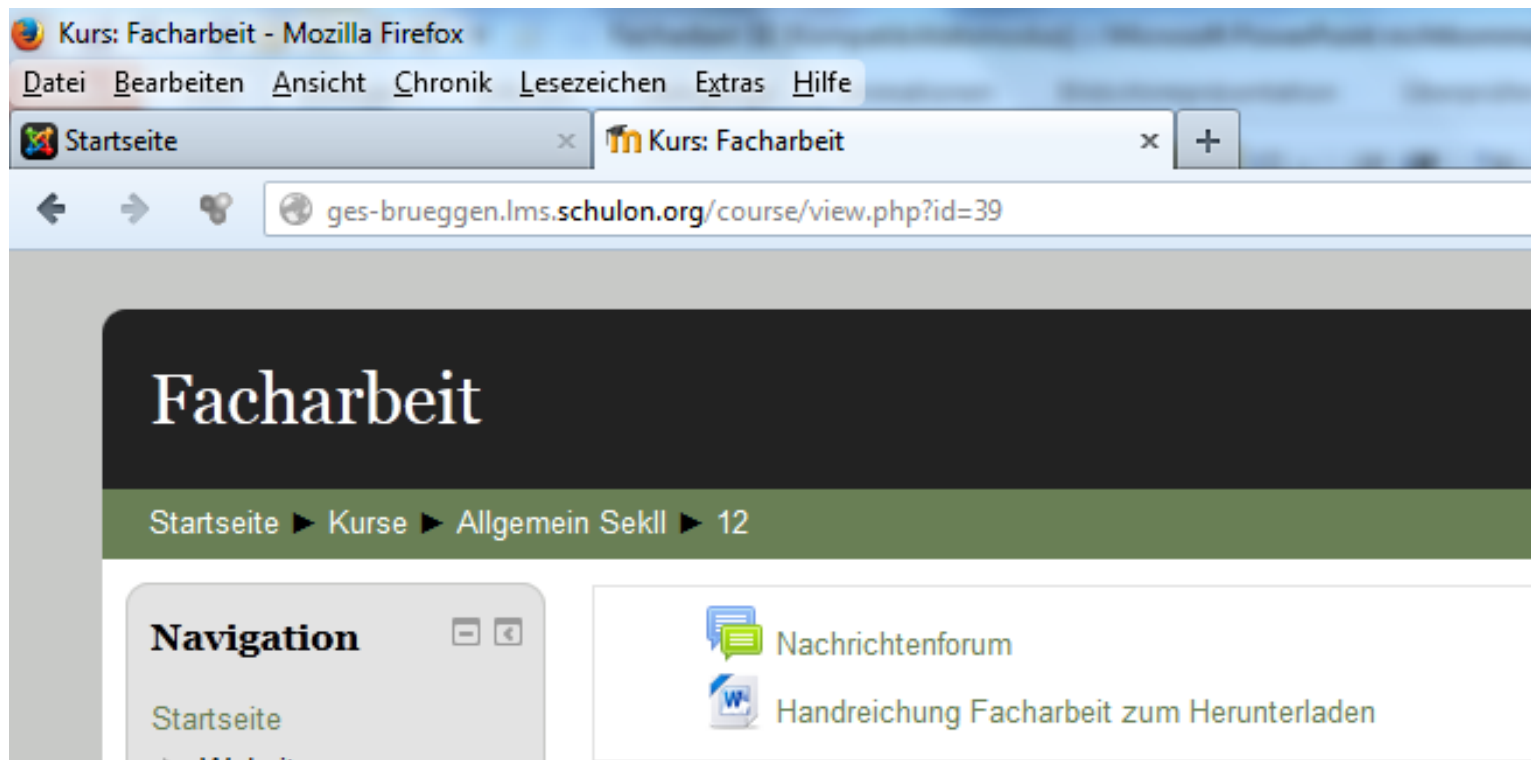 Kurs: Facharbeit - Mozilla Firefox
Datei Bearbeiten Ansicht Chronik Lesezeichen Extras Hilfe
Startseite × Kurs: Facharbeit × +
ges-brueggen.lms.schulon.org/course/view.php?id=39
Facharbeit
Startseite ► Kurse ► Allgemein SekII ► 12
Navigation
Nachrichtenforum
Startseite
Handreichung Facharbeit zum Herunterladen